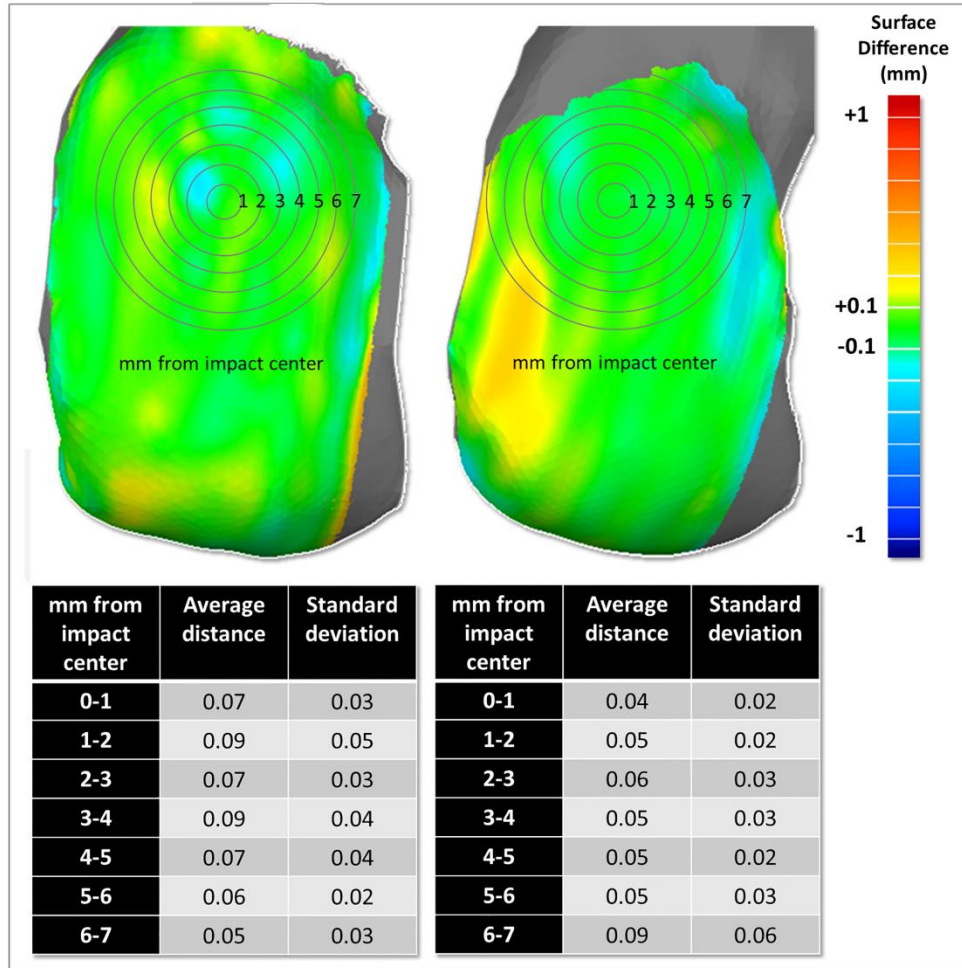 Surface
Difference
(mm)
+1
+0.1
-0.1
-1
1 2 3 4 5 6 7
mm from impact center
1 2 3 4 5 6 7
mm from impact center
mm from impact center Average distance Standard deviation
0-1 0.07 0.03
1-2 0.09 0.05
2-3 0.07 0.03
3-4 0.09 0.04
4-5 0.07 0.04
5-6 0.06 0.02
6-7 0.05 0.03
mm from impact center Average distance Standard deviation
0-1 0.04 0.02
1-2 0.05 0.02
2-3 0.06 0.03
3-4 0.05 0.03
4-5 0.05 0.02
5-6 0.05 0.03
6-7 0.09 0.06